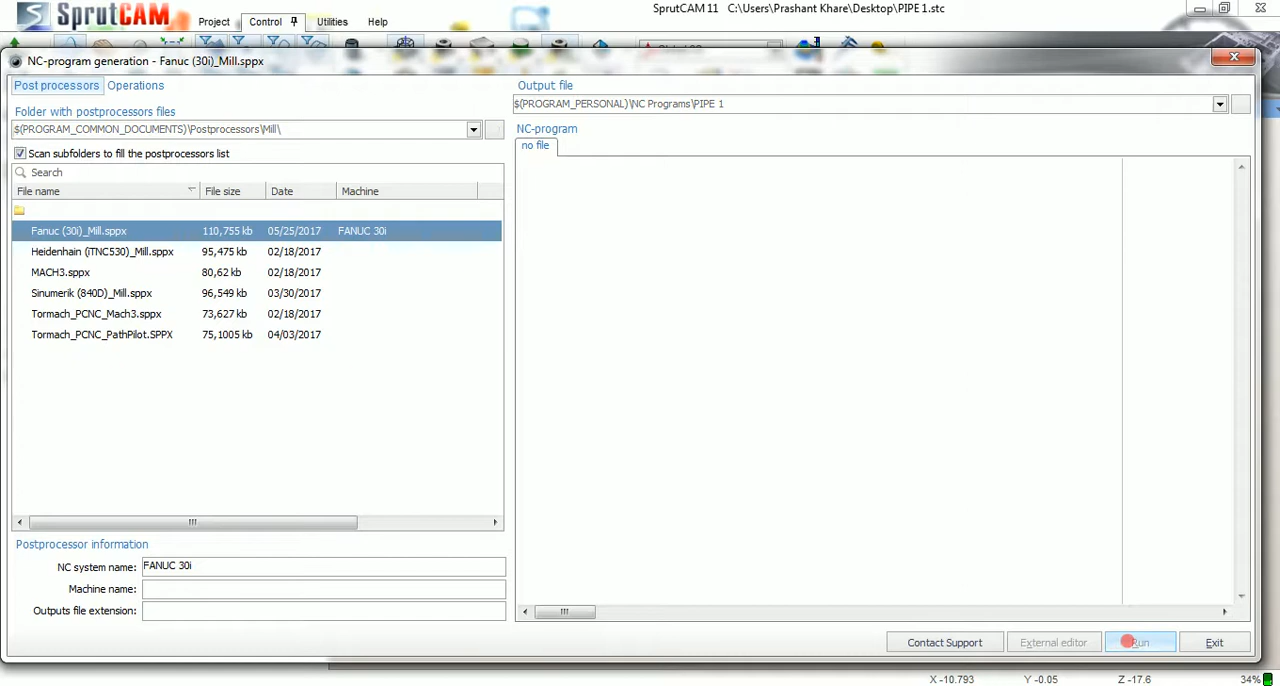 SprutCAM
Project
Control
Utilities
Help
SprutCAM 11 C:\Users\Prashant Khare\Desktop\PIPE 1.stc
NC-program generation - Fanuc (30i)_Mill.sppx
Postprocessors
Operations
Output file
Folder with postprocessors files
$(PROGRAM_PERSONAL)\NC Programs\PIPE 1
$(PROGRAM_COMMON_DOCUMENTS)\Postprocessors\Mill\
NC-program
Scan subfolders to fill the postprocessors list
no file
Search
File name File size Date Machine
Fanuc (30i)_Mill.sppx 110,755 kb 05/25/2017 FANUC 30i
Heidenhain (iTNC530)_Mill.sppx 95,475 kb 02/18/2017
MACH3.sppx 80,62 kb 02/18/2017
Sinumerik (840D)_Mill.sppx 96,549 kb 03/30/2017
Tormach_PCNC_Mach3.sppx 73,627 kb 02/18/2017
Tormach_PCNC_PathPilot.SPPX 75,1005 kb 04/03/2017
Postprocessor information
NC system name: FANUC 30i
Machine name:
Outputs file extension:
Contact Support
External editor
Run
Exit
X -10.793 Y -0.05 Z -17.6 34%